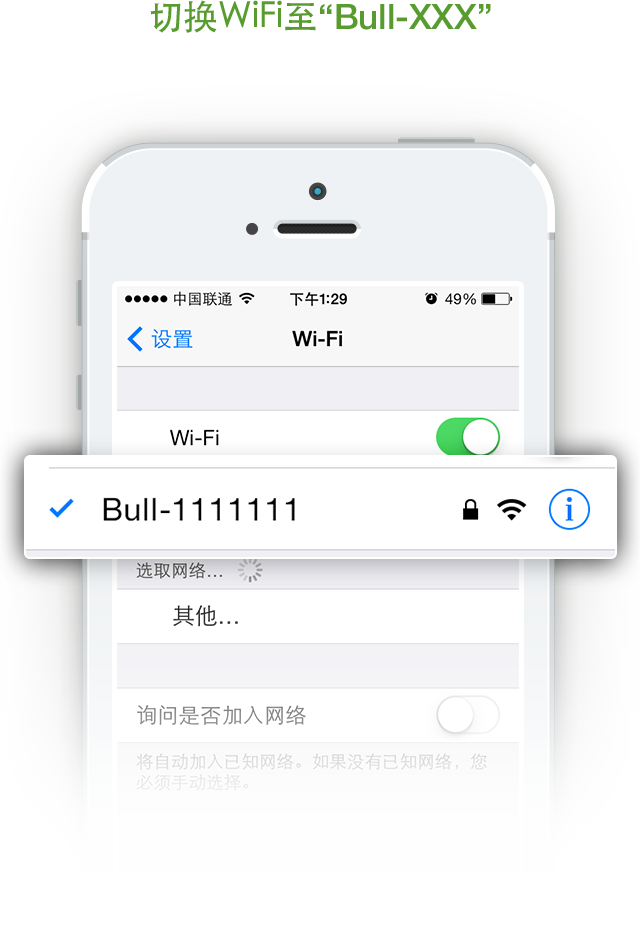 切换WiFi至“Bull-XXX”
中国联通 下午1:29 49%
设置 Wi-Fi
Wi-Fi
Bull-1111111
选取网络...
其他...
询问是否加入网络
将自动加入已知网络。如果没有已知网络，您
必须手动选择。